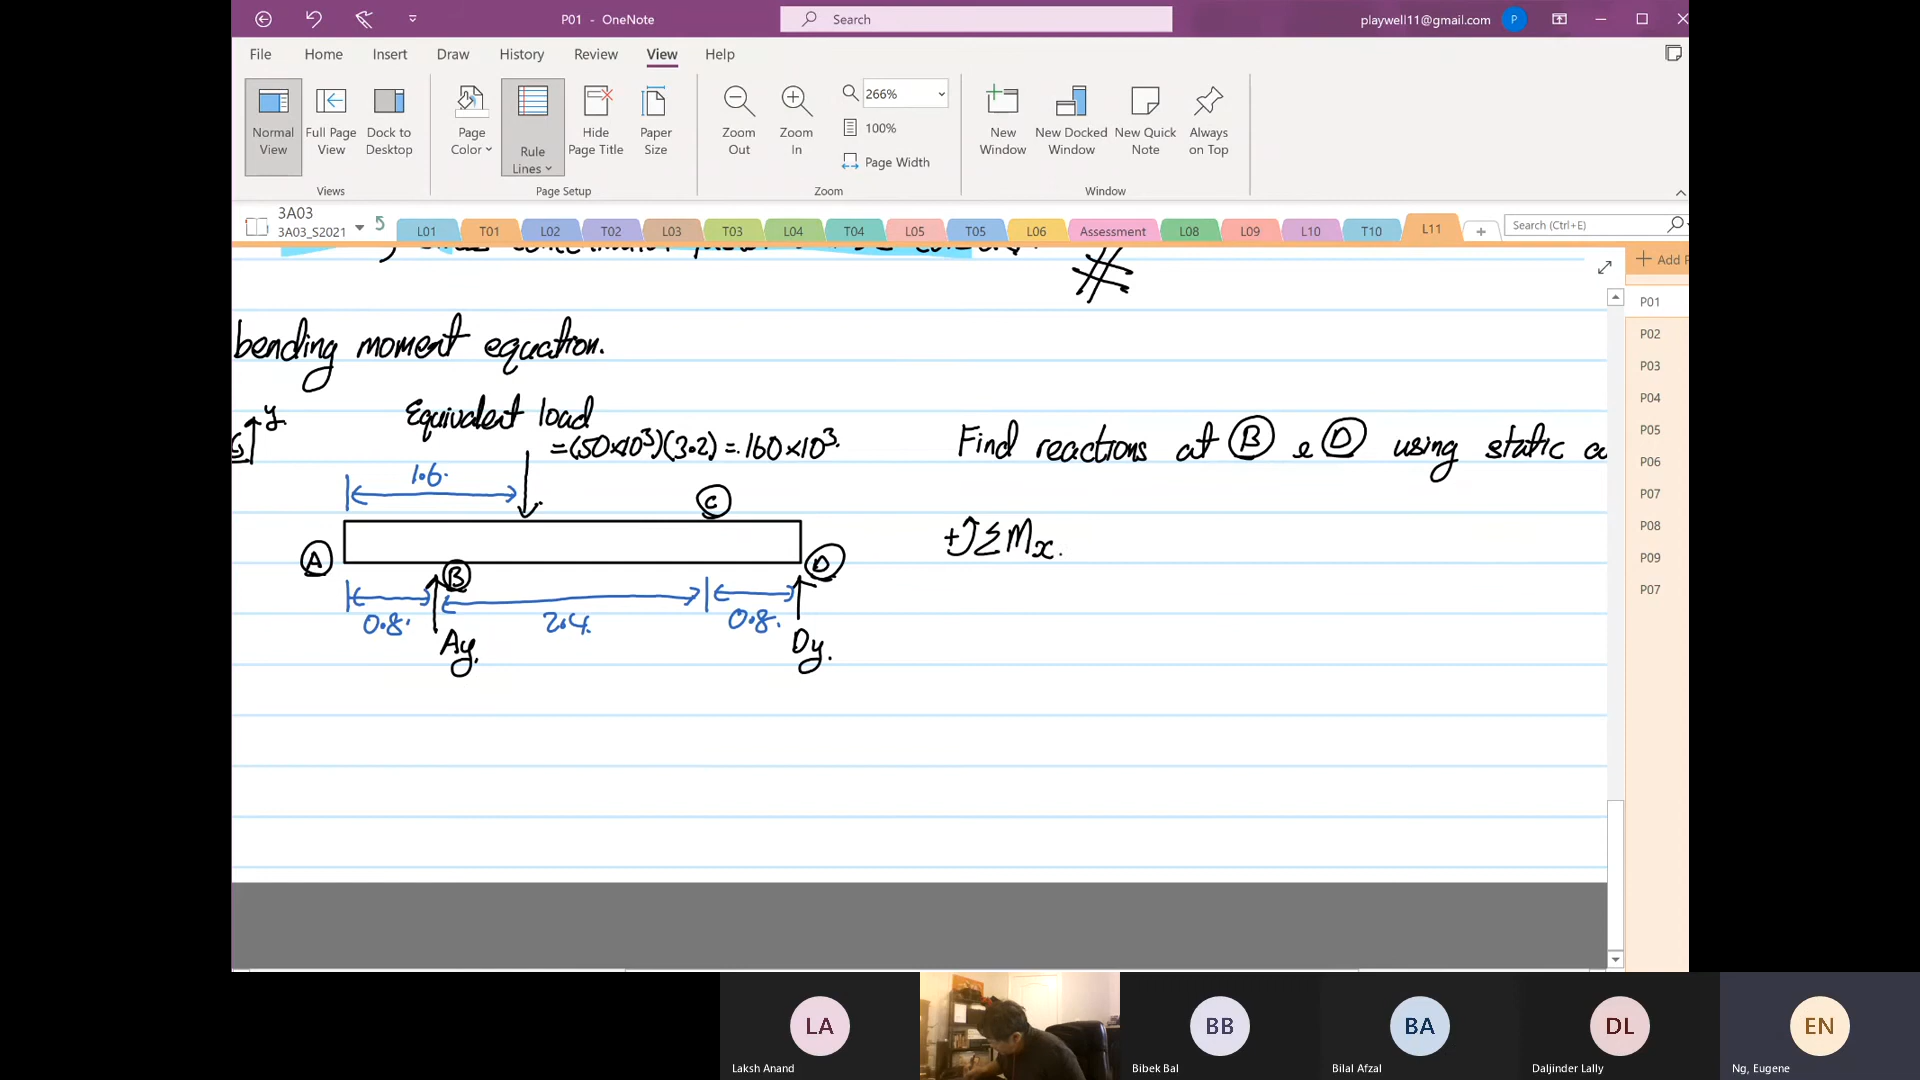 P01 - OneNote
Search
playwell11@gmail.com
P
File Home Insert Draw History Review View Help
Normal View
Full Page View
Dock to Desktop
Page Color
Rule Lines
Hide Page Title
Paper Size
Zoom Out
Zoom In
266%
100%
Page Width
New Window
New Docked Window
New Quick Note
Always on Top
Views
Page Setup
Zoom
Window
3A03
3A03_S2021
L01 T01 L02 T02 L03 T03 L04 T04 L05 T05 L06 Assessment L08 L09 L10 T10 L11
Search (Ctrl+E)
Add P
P01
P02
P03
P04
P05
P06
P07
P08
P09
P07
bending moment equation.
y
Equivalent load
=(50×10³)(3.2)=.160×10³.
Find reactions at B & D using static
1.6.
C
+ΣMx.
A
B
D
0.8.
2.4.
0.8.
Ay.
Dy.
LA
Laksh Anand
BB
Bibek Bal
BA
Bilal Afzal
DL
Daljinder Lally
EN
Ng, Eugene